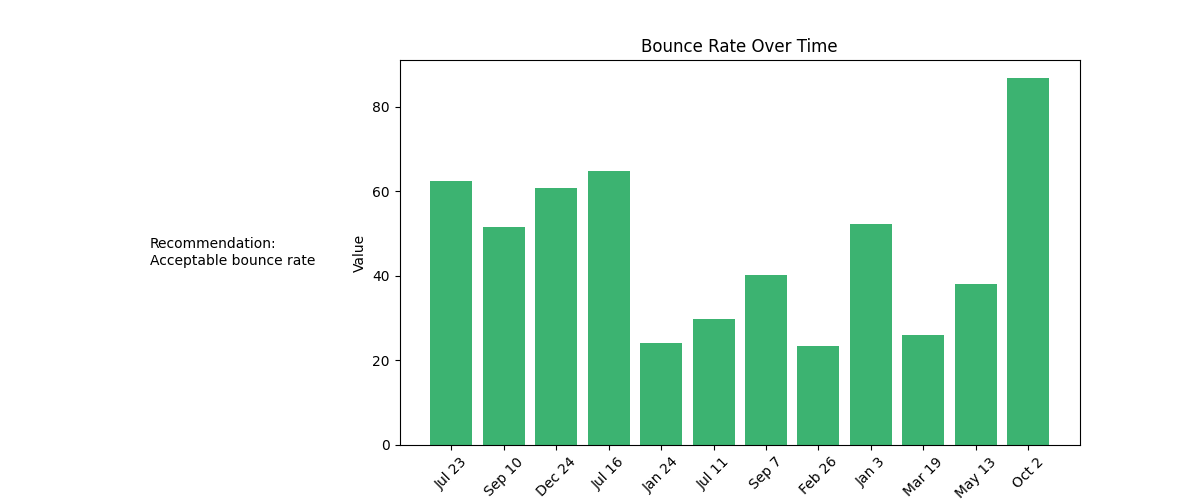 Bounce Rate Over Time
Recommendation:
Acceptable bounce rate
Value
80
60
40
20
0
Jul 23
Sep 10
Dec 24
Jul 16
Jan 24
Jul 11
Sep 7
Feb 26
Jan 3
Mar 19
May 13
Oct 2